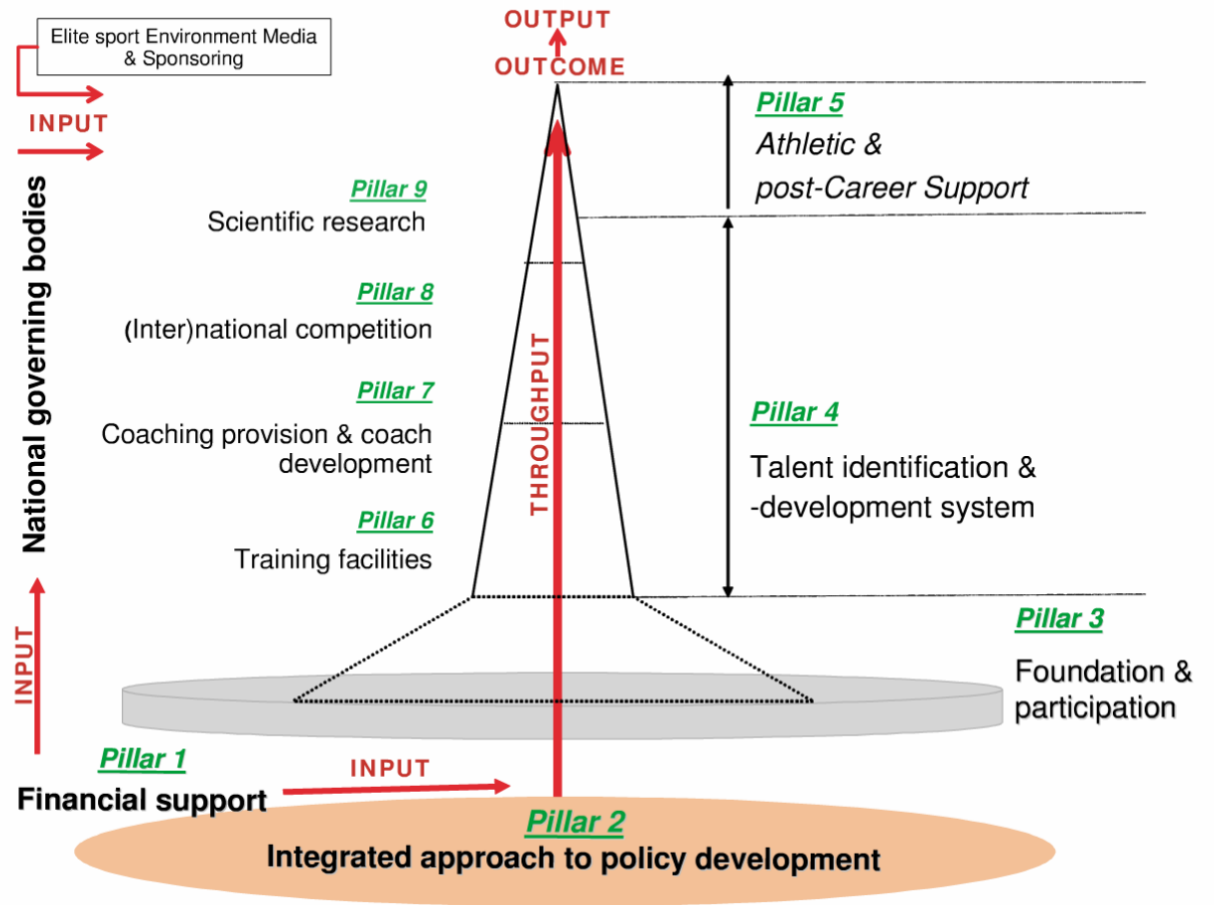 Elite sport Environment Media
& Sponsoring
INPUT
National governing bodies
INPUT
OUTPUT
OUTCOME
THROUGHPUT
Pillar 9
Scientific research
Pillar 8
(Inter)national competition
Pillar 7
Coaching provision & coach
development
Pillar 6
Training facilities
Pillar 5
Athletic &
post-Career Support
Pillar 4
Talent identification &
-development system
Pillar 3
Foundation &
participation
Pillar 1
Financial support
INPUT
Pillar 2
Integrated approach to policy development